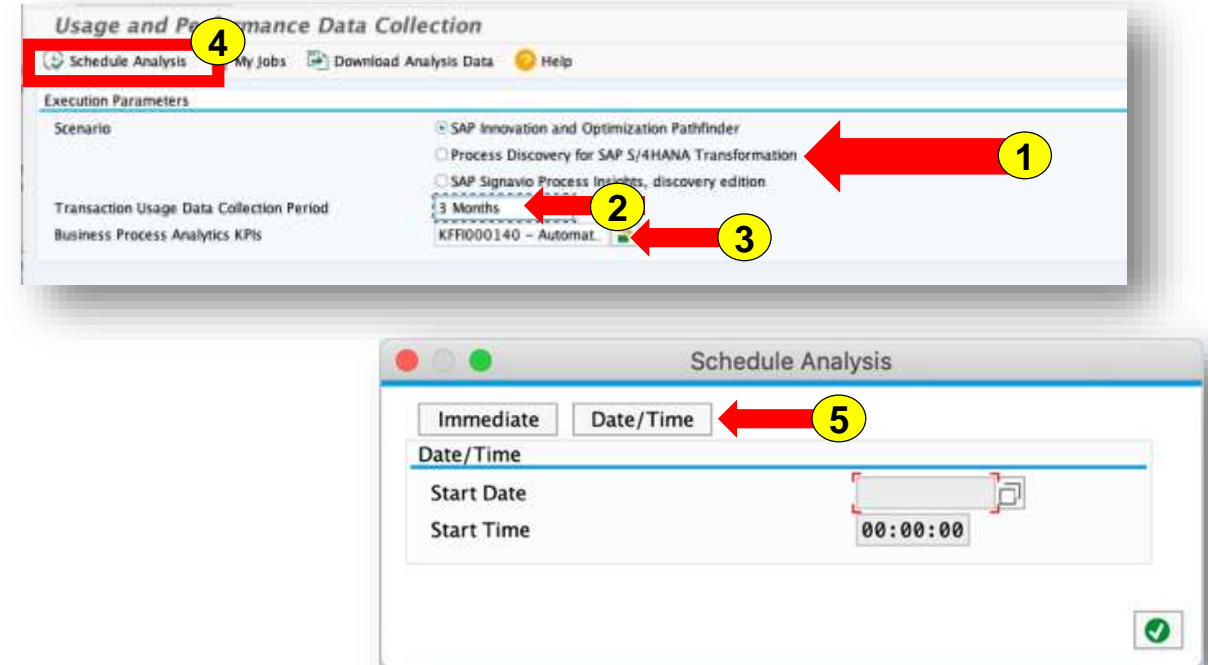 Usage and Pe mance Data Collection
4
Schedule Analysis My Jobs Download Analysis Data Help
Execution Parameters
Scenario
SAP Innovation and Optimization Pathfinder
Process Discovery for SAP S/4HANA Transformation
1
SAP Signavio Process Insights, discovery edition
Transaction Usage Data Collection Period 3 Months
2
Business Process Analytics KPIs KFFI000140 - Automat..
3
Schedule Analysis
Immediate Date/Time
5
Date/Time
Start Date
Start Time 00:00:00